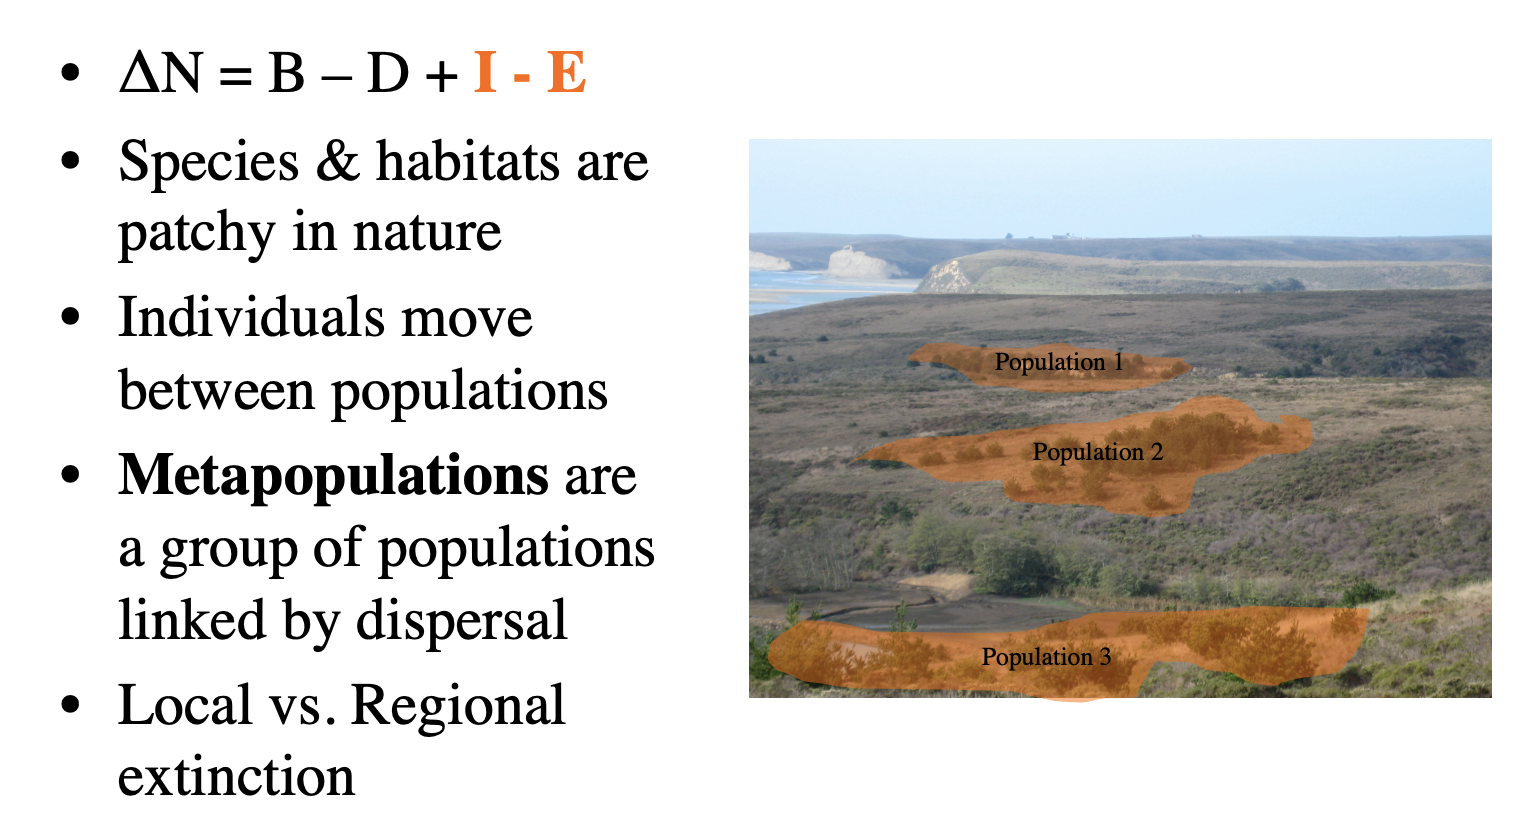 • ΔN = B – D + I - E
• Species & habitats are
patchy in nature
• Individuals move
between populations
• Metapopulations are
a group of populations
linked by dispersal
• Local vs. Regional
extinction
Population 1
Population 2
Population 3